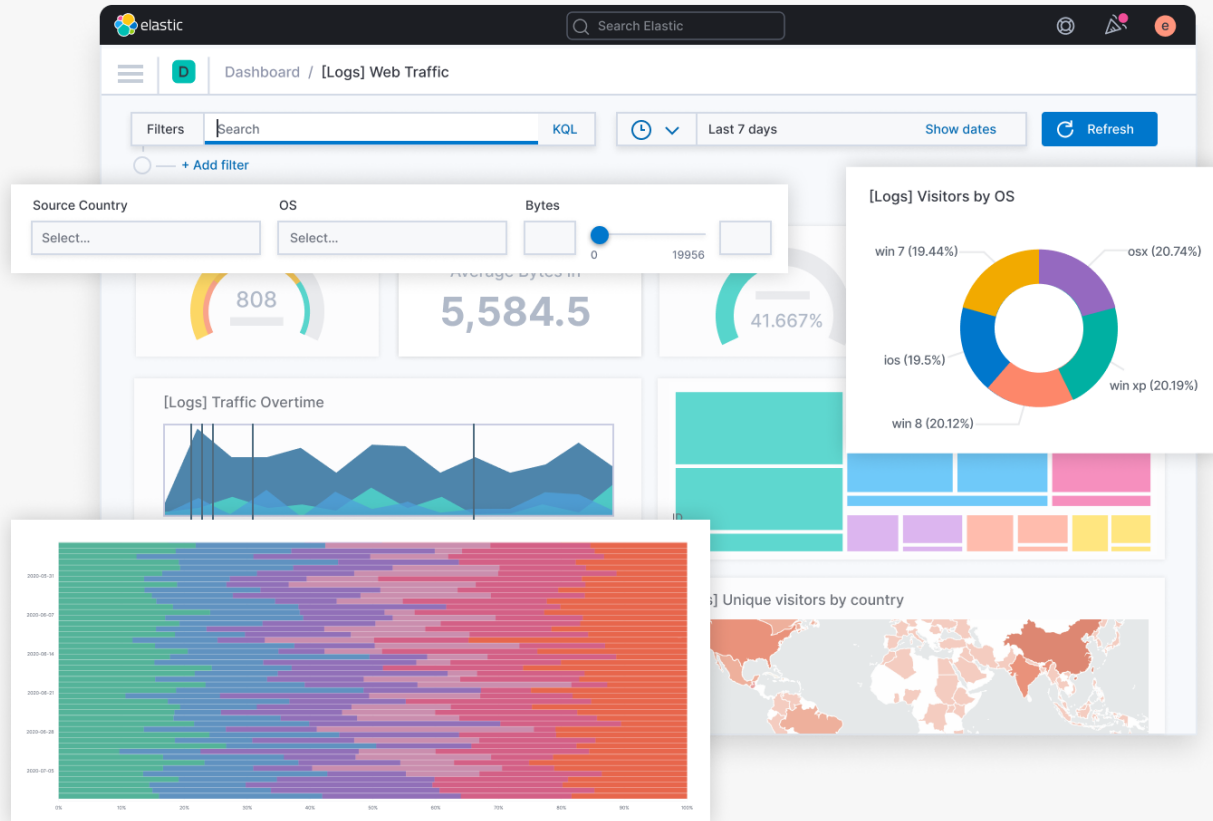 elastic
Search Elastic
e
D
Dashboard / [Logs] Web Traffic
Filters
Search
KQL
Last 7 days
Show dates
Refresh
+ Add filter
Source Country
OS
Bytes
Select...
Select...
0
19956
[Logs] Visitors by OS
win 7 (19.44%)
osx (20.74%)
ios (19.5%)
win xp (20.19%)
win 8 (20.12%)
808
Average Bytes In
5,584.5
41.667%
[Logs] Traffic Overtime
ID
s] Unique visitors by country
0%
10%
20%
30%
40%
50%
60%
70%
80%
90%
100%